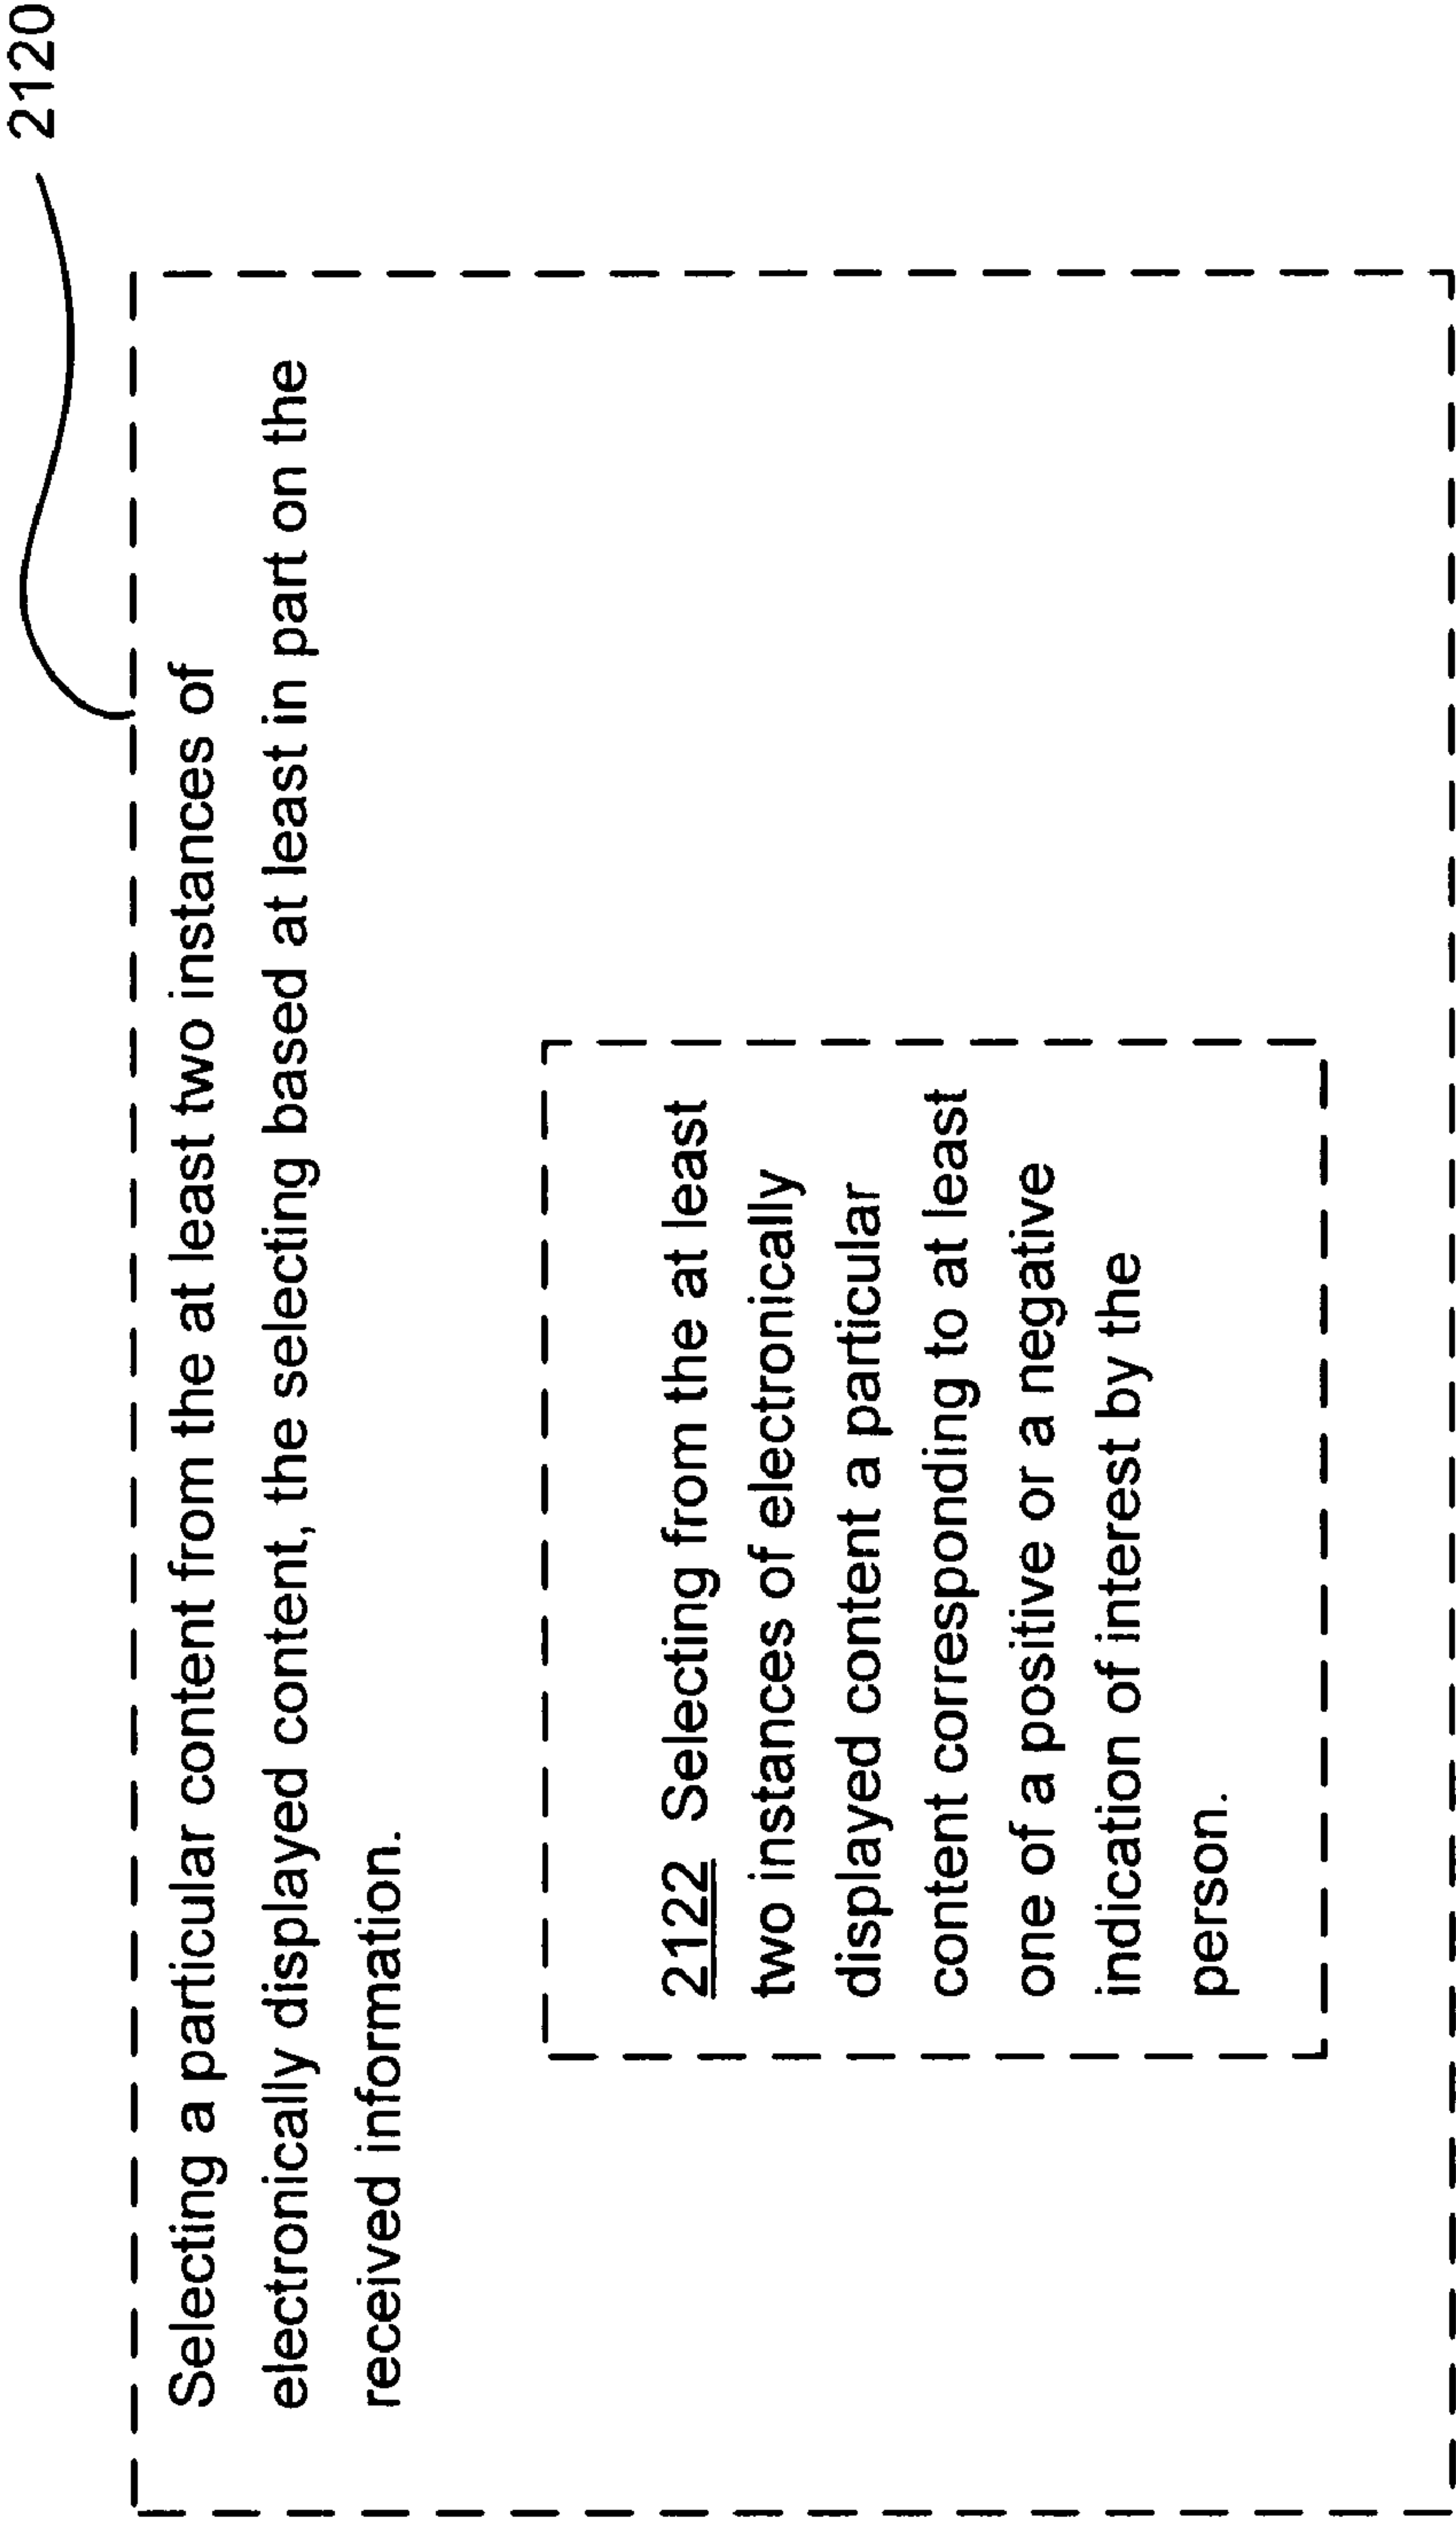 2120
Selecting a particular content from the at least two instances of
electronically displayed content, the selecting based at least in part on the
received information.
2122 Selecting from the at least
two instances of electronically
displayed content a particular
content corresponding to at least
one of a positive or a negative
indication of interest by the
person.